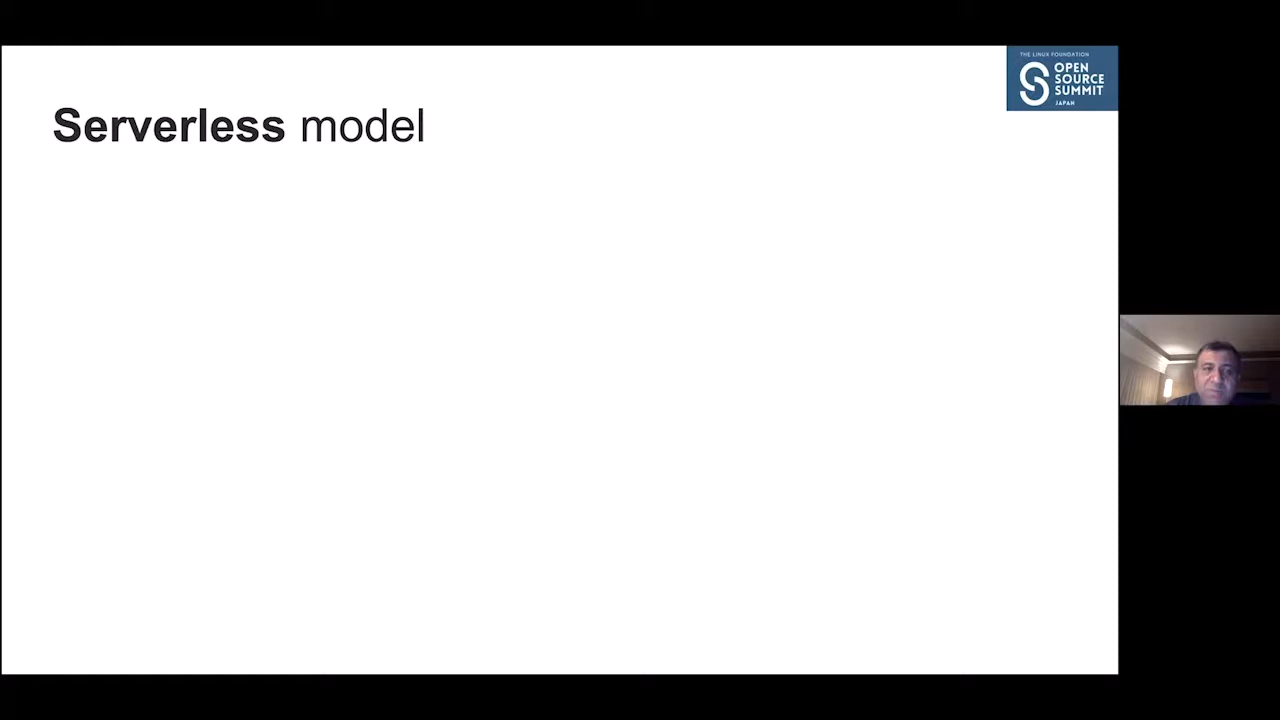 THE LINUX FOUNDATION
OPEN
SOURCE
SUMMIT
JAPAN
Serverless model